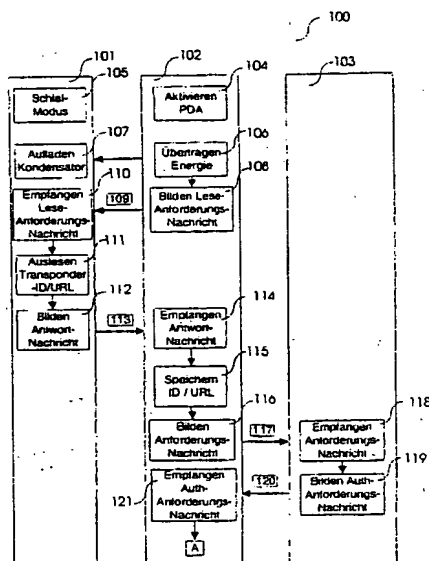 100
101
102
103
105
104
Schlaf-
Modus
Aktivieren
PDA
107
106
Aufladen
Kondensator
Übertragen
Energie
108
110
109
Empfangen
Lese-
Anforderungs-
Nachricht
Bilden Lese-
Anforderungs-
Nachricht
111
Auslesen
Transponder
-ID/URL
112
114
Bilden
Antwort-
Nachricht
113
Empfangen
Antwort-
Nachricht
115
Speichern
ID / URL
116
118
Bilden
Anforderungs-
Nachricht
117
Empfangen
Anforderungs-
Nachricht
119
121
Empfangen
Auth-
Anforderungs-
Nachricht
120
Bilden Auth-
Anforderungs-
Nachricht
A